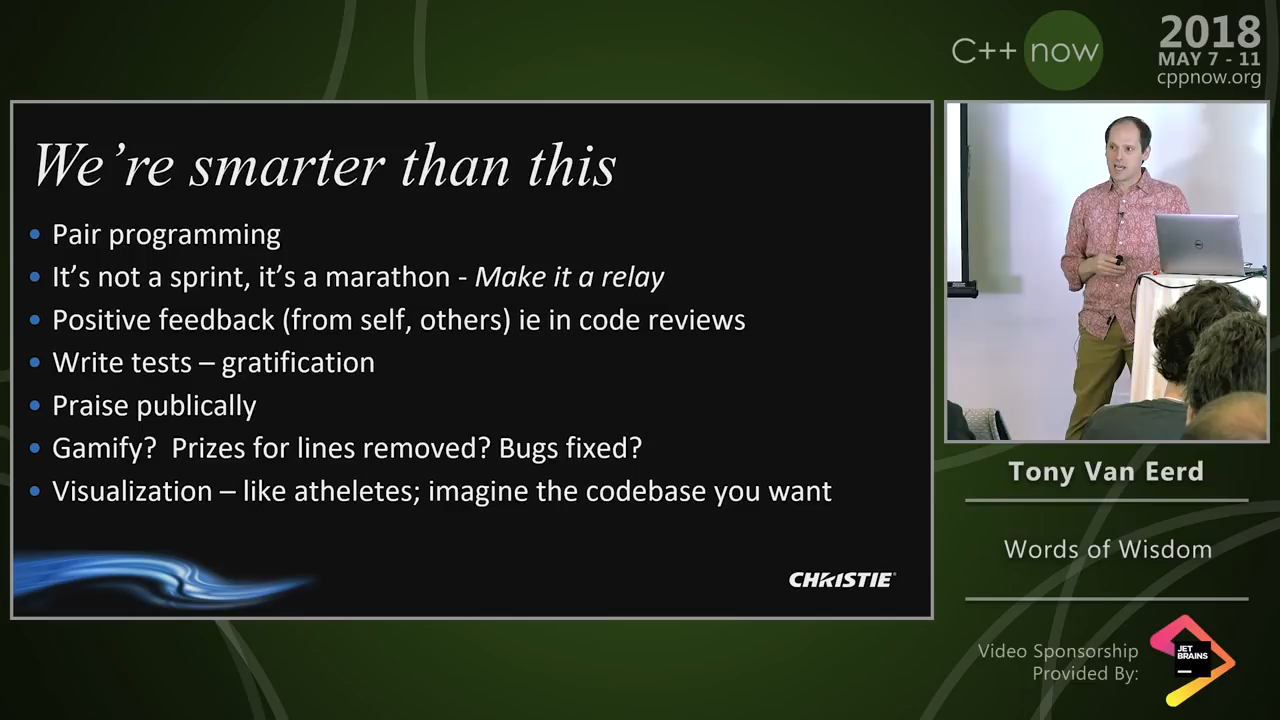 C++ now
2018
MAY 7 - 11
cppnow.org
We're smarter than this
• Pair programming
• It's not a sprint, it's a marathon - Make it a relay
• Positive feedback (from self, others) ie in code reviews
• Write tests – gratification
• Praise publically
• Gamify?  Prizes for lines removed? Bugs fixed?
• Visualization – like atheletes; imagine the codebase you want
CHRISTIE®
Tony Van Eerd
Words of Wisdom
Video Sponsorship
Provided By:
JET
BRAINS